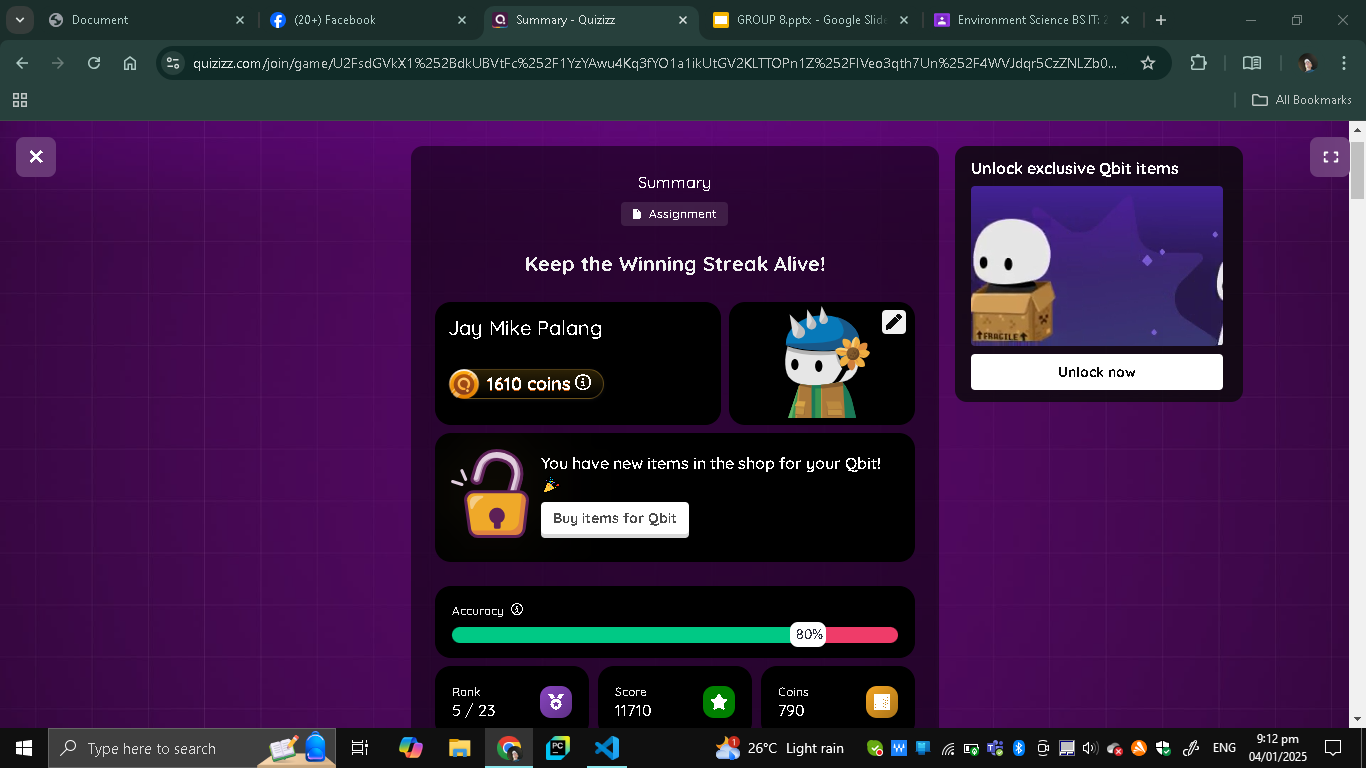 Document
(20+) Facebook
Summary - Quizizz
GROUP 8.pptx - Google Slide
Environment Science BS IT: 2
quizizz.com/join/game/U2FsdGVkX1%252BdkUBVtFc%252F1YzYAwu4Kq3fYO1a1ikUtGV2KLTTOPn1Z%252FIVeo3qth7Un%252F4WVJdqr5CzZNLZb0...
All Bookmarks
Summary
Assignment
Keep the Winning Streak Alive!
Jay Mike Palang
1610 coins
You have new items in the shop for your Qbit!
Buy items for Qbit
Accuracy
80%
Rank
5 / 23
Score
11710
Coins
790
Unlock exclusive Qbit items
FRAGILE
Unlock now
Type here to search
26°C Light rain
ENG
9:12 pm
04/01/2025